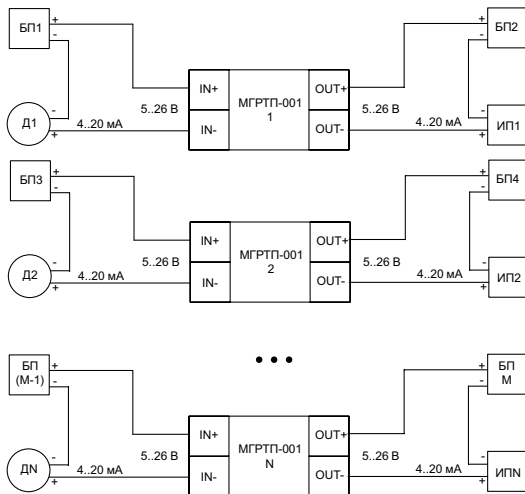 БП1
+
-
БП2
+
-
IN+
МГРТП-001
OUT+
5..26 В
1
5..26 В
Д1
-
+
4..20 мА
IN-
OUT-
4..20 мА
-
+
ИП1
БП3
+
-
БП4
+
-
IN+
МГРТП-001
OUT+
5..26 В
2
5..26 В
Д2
-
+
4..20 мА
IN-
OUT-
4..20 мА
-
+
ИП2
•••
БП
(М-1)
+
-
БП
М
+
-
IN+
МГРТП-001
OUT+
5..26 В
N
5..26 В
ДN
-
+
4..20 мА
IN-
OUT-
4..20 мА
-
+
ИПN